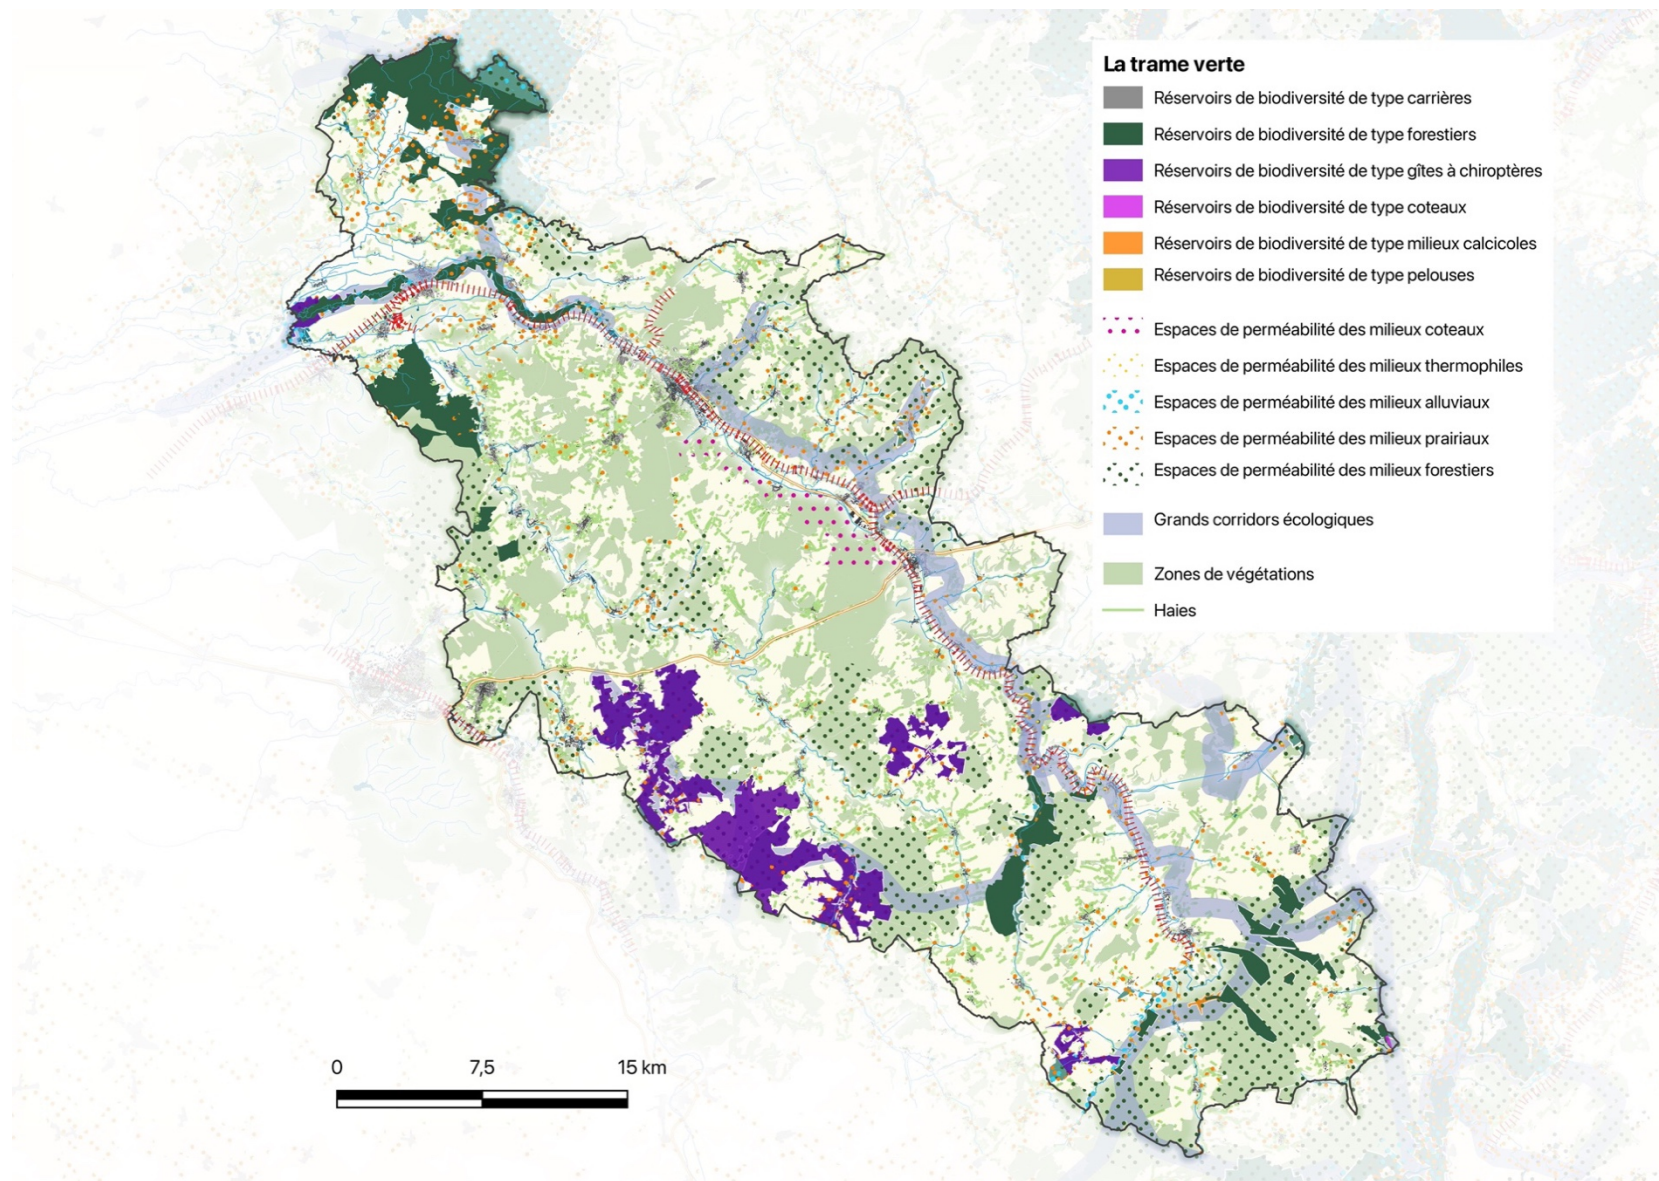 La trame verte
Réservoirs de biodiversité de type carrières
Réservoirs de biodiversité de type forestiers
Réservoirs de biodiversité de type gîtes à chiroptères
Réservoirs de biodiversité de type coteaux
Réservoirs de biodiversité de type milieux calcicoles
Réservoirs de biodiversité de type pelouses
Espaces de perméabilité des milieux coteaux
Espaces de perméabilité des milieux thermophiles
Espaces de perméabilité des milieux alluviaux
Espaces de perméabilité des milieux prairiaux
Espaces de perméabilité des milieux forestiers
Grands corridors écologiques
Zones de végétations
Haies
0 7,5 15 km